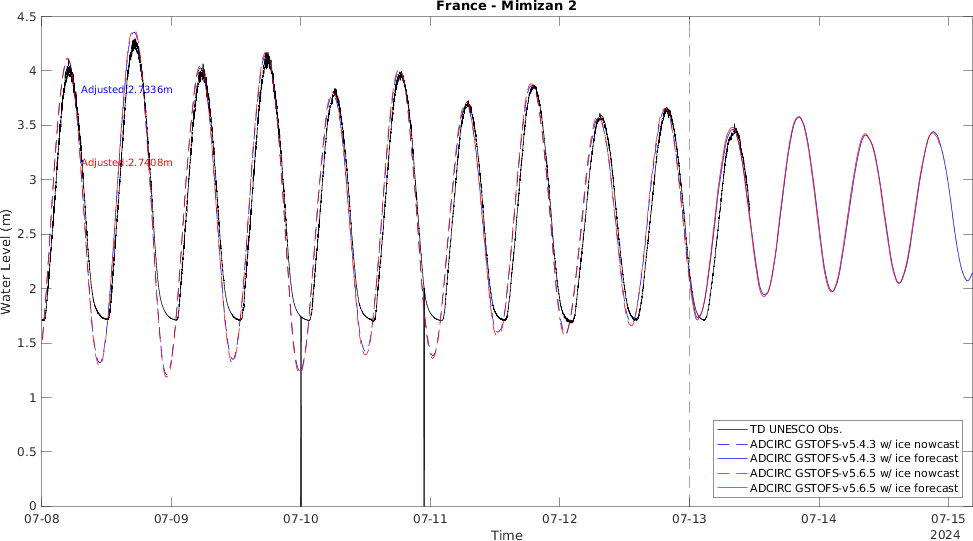 France - Mimizan 2
4.5
4
3.5
3
2.5
2
1.5
1
0.5
0
Water Level (m)
Adjusted:2.7336m
Adjusted:2.7408m
TD UNESCO Obs.
ADCIRC GSTOFS-v5.4.3 w/ ice nowcast
ADCIRC GSTOFS-v5.4.3 w/ ice forecast
ADCIRC GSTOFS-v5.6.5 w/ ice nowcast
ADCIRC GSTOFS-v5.6.5 w/ ice forecast
07-08 07-09 07-10 07-11 07-12 07-13 07-14 07-15
Time
2024